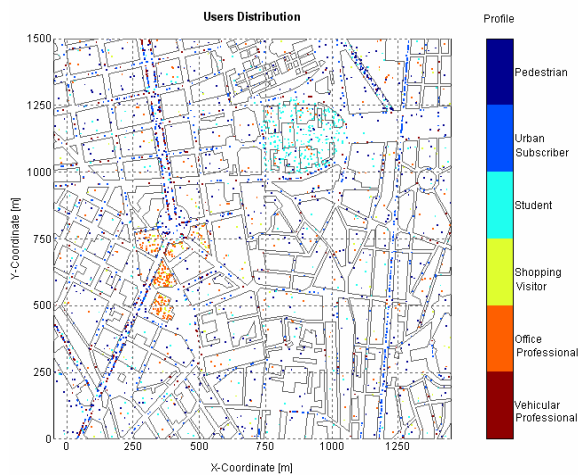 Users Distribution
Profile
1500
1250
1000
750
500
250
0
Y-Coordinate [m]
0
250
500
750
1000
1250
X-Coordinate [m]
Pedestrian
Urban
Subscriber
Student
Shopping
Visitor
Office
Professional
Vehicular
Professional